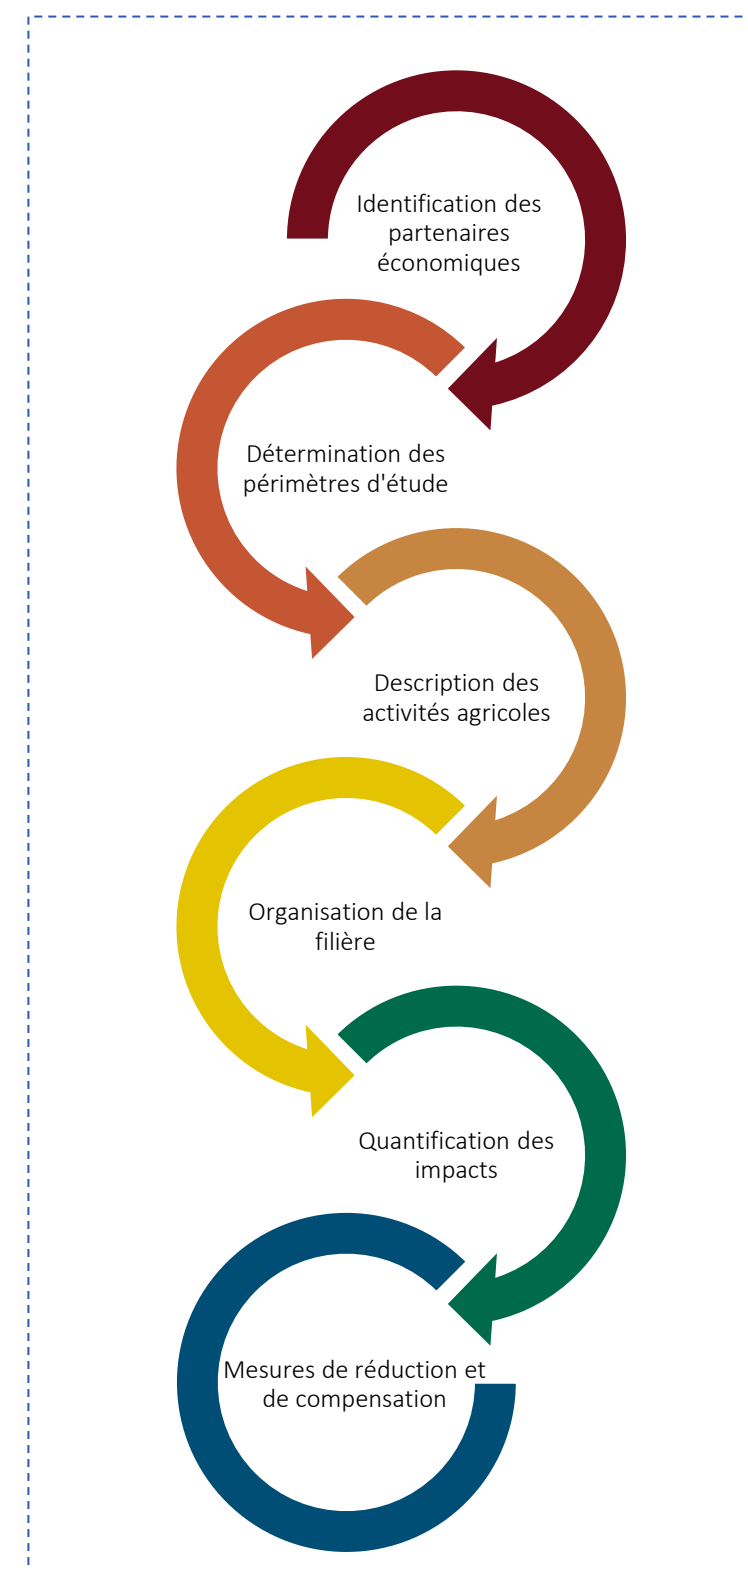 Identification des
partenaires
économiques
Détermination des
périmètres d'étude
Description des
activités agricoles
Organisation de la
filière
Quantification des
impacts
Mesures de réduction et
de compensation